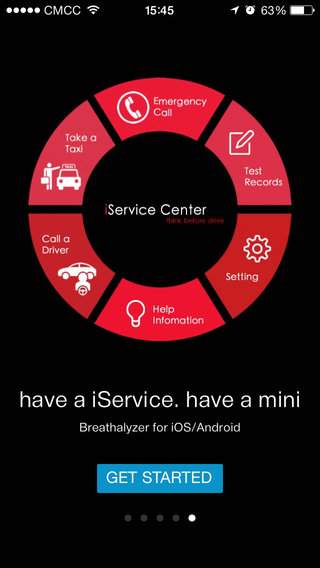 CMCC 15:45 63%
Emergency
Call
Take a
Taxi
TAXI
Test
Records
iService Center
think before drive
Call a
Driver
Setting
Help
Infomation
have a iService. have a mini
Breathalyzer for iOS/Android
GET STARTED